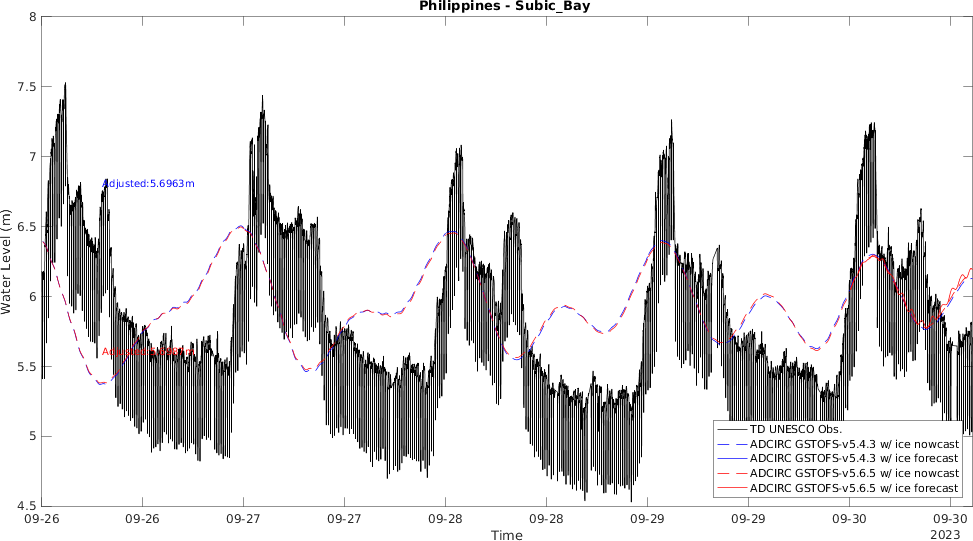 Philippines - Subic_Bay
8
7.5
7
6.5
6
5.5
5
4.5
Water Level (m)
Adjusted:5.6963m
TD UNESCO Obs.
ADCIRC GSTOFS-v5.4.3 w/ ice nowcast
ADCIRC GSTOFS-v5.4.3 w/ ice forecast
ADCIRC GSTOFS-v5.6.5 w/ ice nowcast
ADCIRC GSTOFS-v5.6.5 w/ ice forecast
09-26 09-26 09-27 09-27 09-28 09-28 09-29 09-29 09-30 09-30
2023
Time